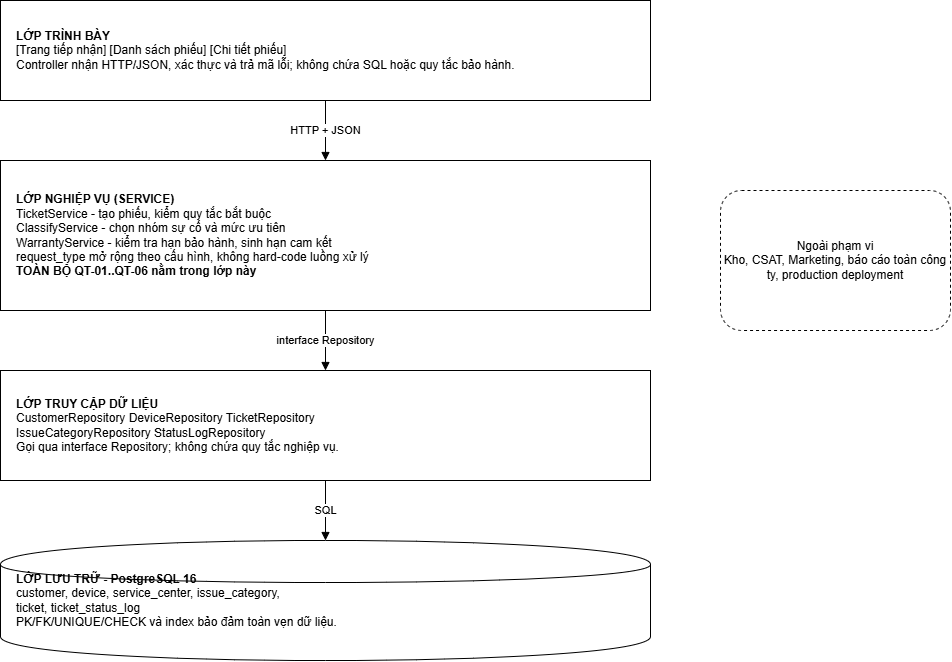 LỚP TRÌNH BÀY
[Trang tiếp nhận] [Danh sách phiếu] [Chi tiết phiếu]
Controller nhận HTTP/JSON, xác thực và trả mã lỗi; không chứa SQL hoặc quy tắc bảo hành.
HTTP + JSON
LỚP NGHIỆP VỤ (SERVICE)
TicketService - tạo phiếu, kiểm quy tắc bắt buộc
ClassifyService - chọn nhóm sự cố và mức ưu tiên
WarrantyService - kiểm tra hạn bảo hành, sinh hạn cam kết
request_type mở rộng theo cấu hình, không hard-code luồng xử lý
TOÀN BỘ QT-01..QT-06 nằm trong lớp này
Ngoài phạm vi
Kho, CSAT, Marketing, báo cáo toàn công
ty, production deployment
interface Repository
LỚP TRUY CẬP DỮ LIỆU
CustomerRepository DeviceRepository TicketRepository
IssueCategoryRepository StatusLogRepository
Gọi qua interface Repository; không chứa quy tắc nghiệp vụ.
SQL
LỚP LƯU TRỮ - PostgreSQL 16
customer, device, service_center, issue_category,
ticket, ticket_status_log
PK/FK/UNIQUE/CHECK và index bảo đảm toàn vẹn dữ liệu.